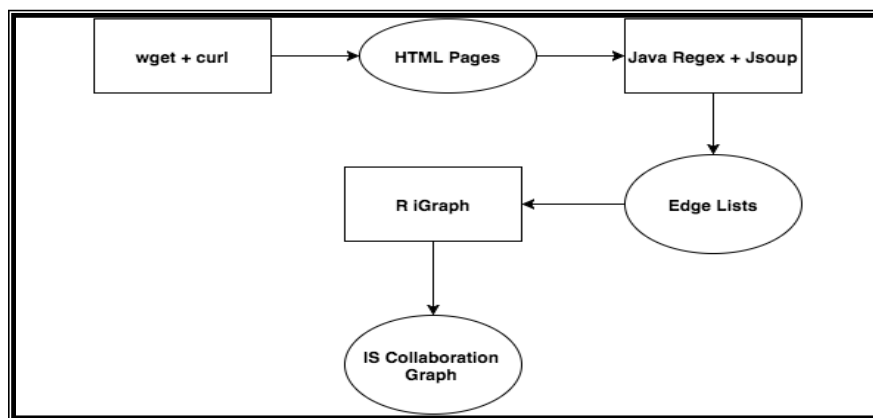 wget + curl
HTML Pages
Java Regex + Jsoup
R iGraph
Edge Lists
IS Collaboration
Graph